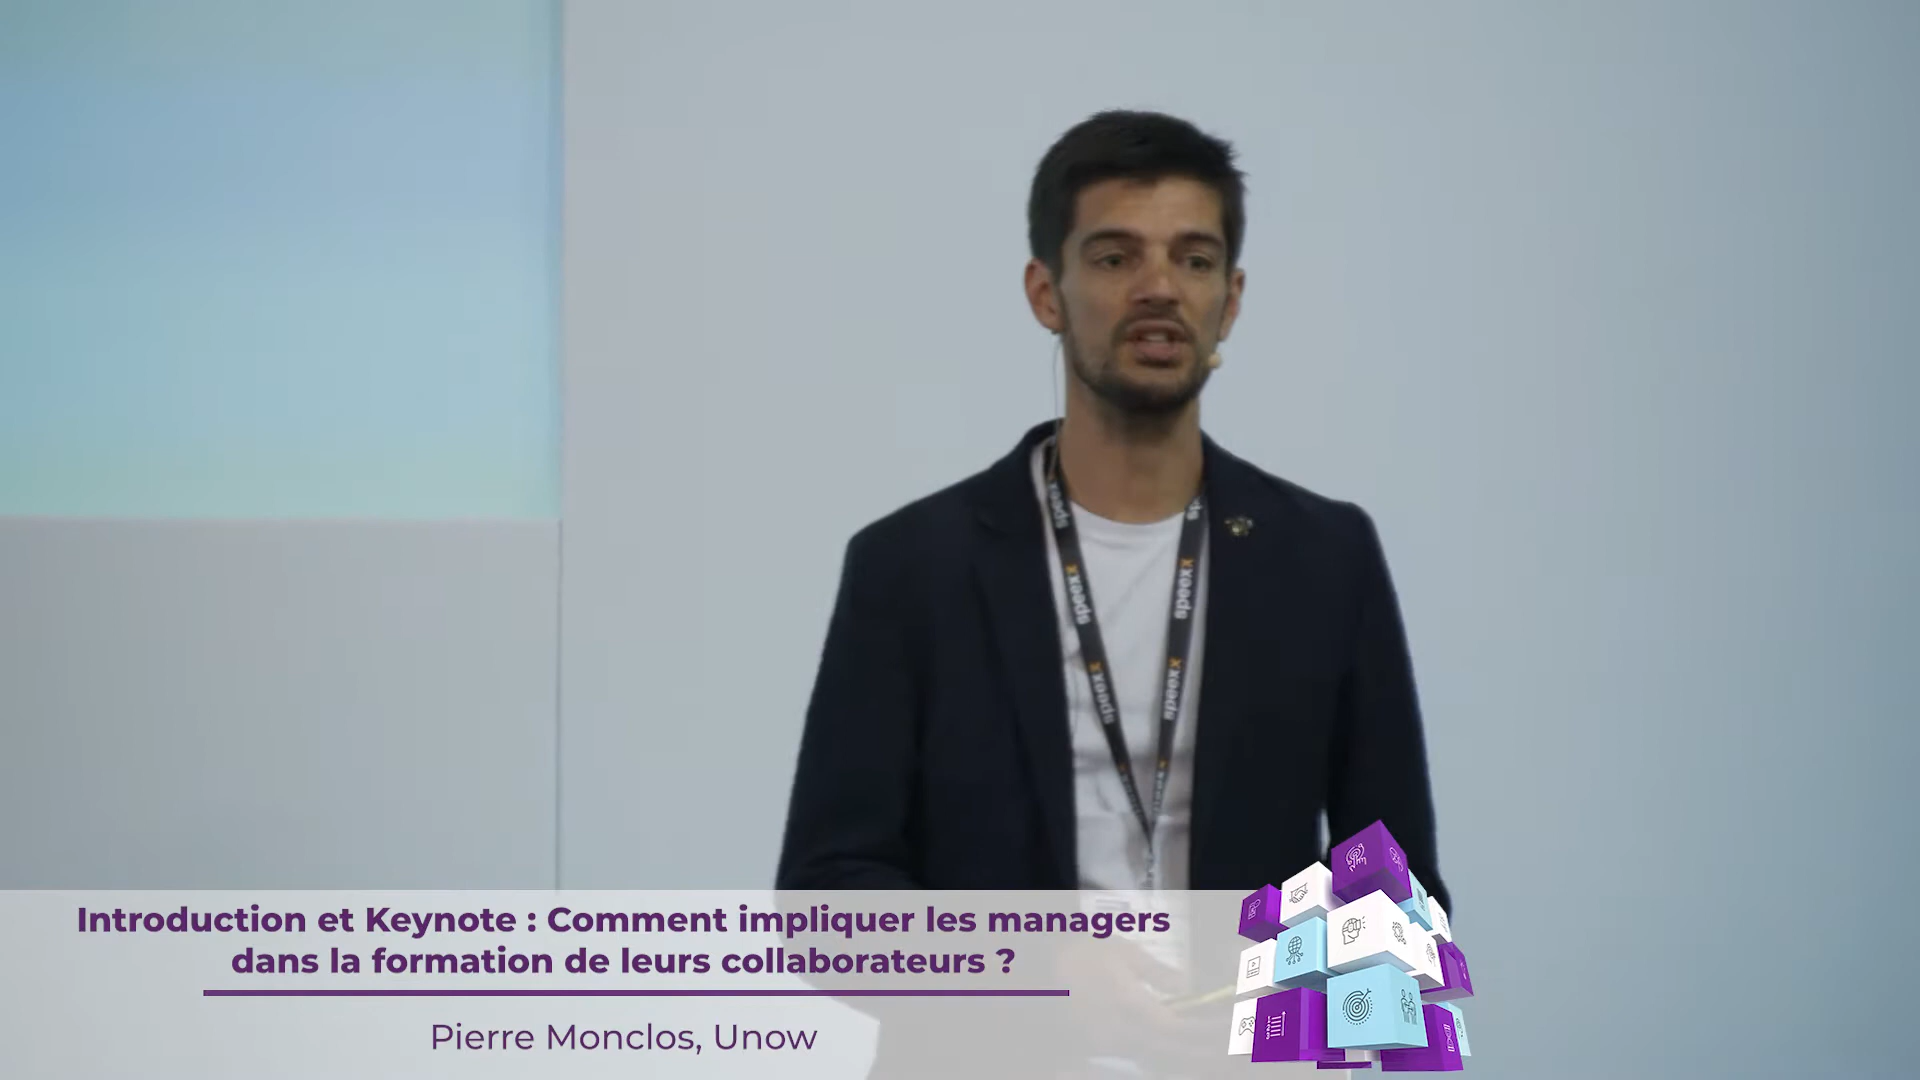 speexx
speexx
speexx
speexx
speexx
Introduction et Keynote : Comment impliquer les managers
dans la formation de leurs collaborateurs ?
Pierre Monclos, Unow